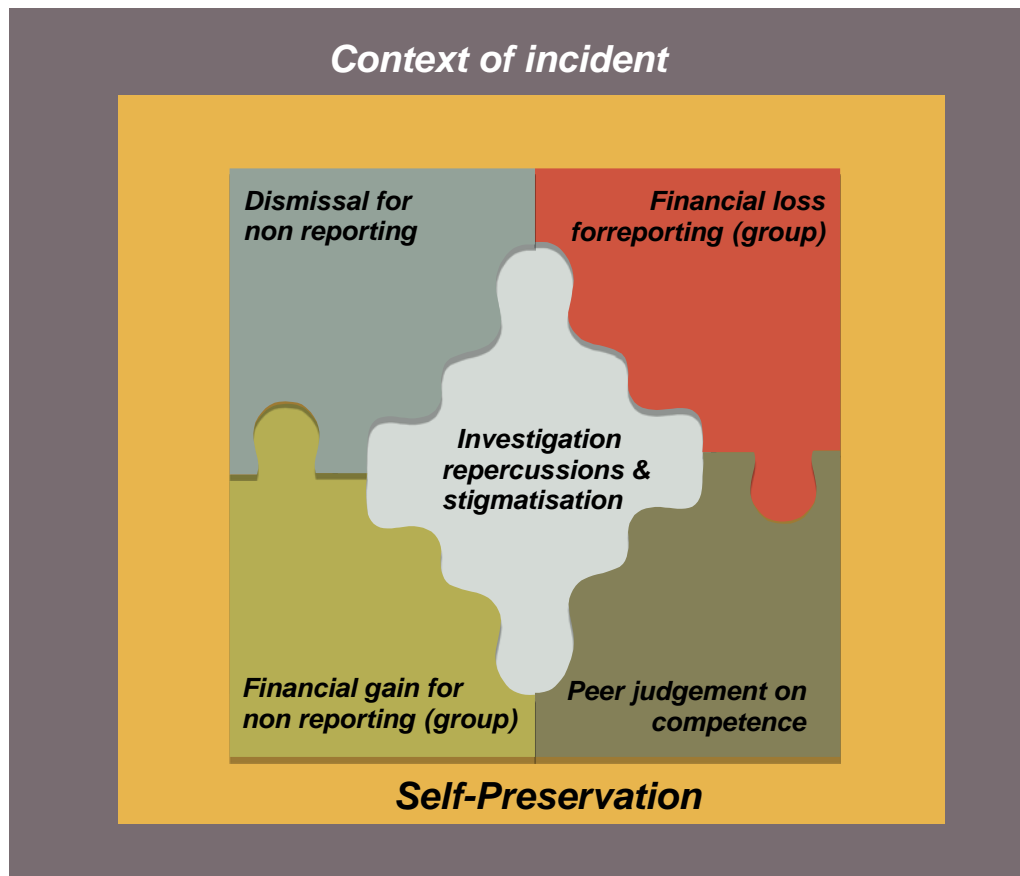 Context of incident
Dismissal for
non reporting
Financial loss
forreporting (group)
Investigation
repercussions &
stigmatisation
Financial gain for
non reporting (group)
Peer judgement on
competence
Self-Preservation